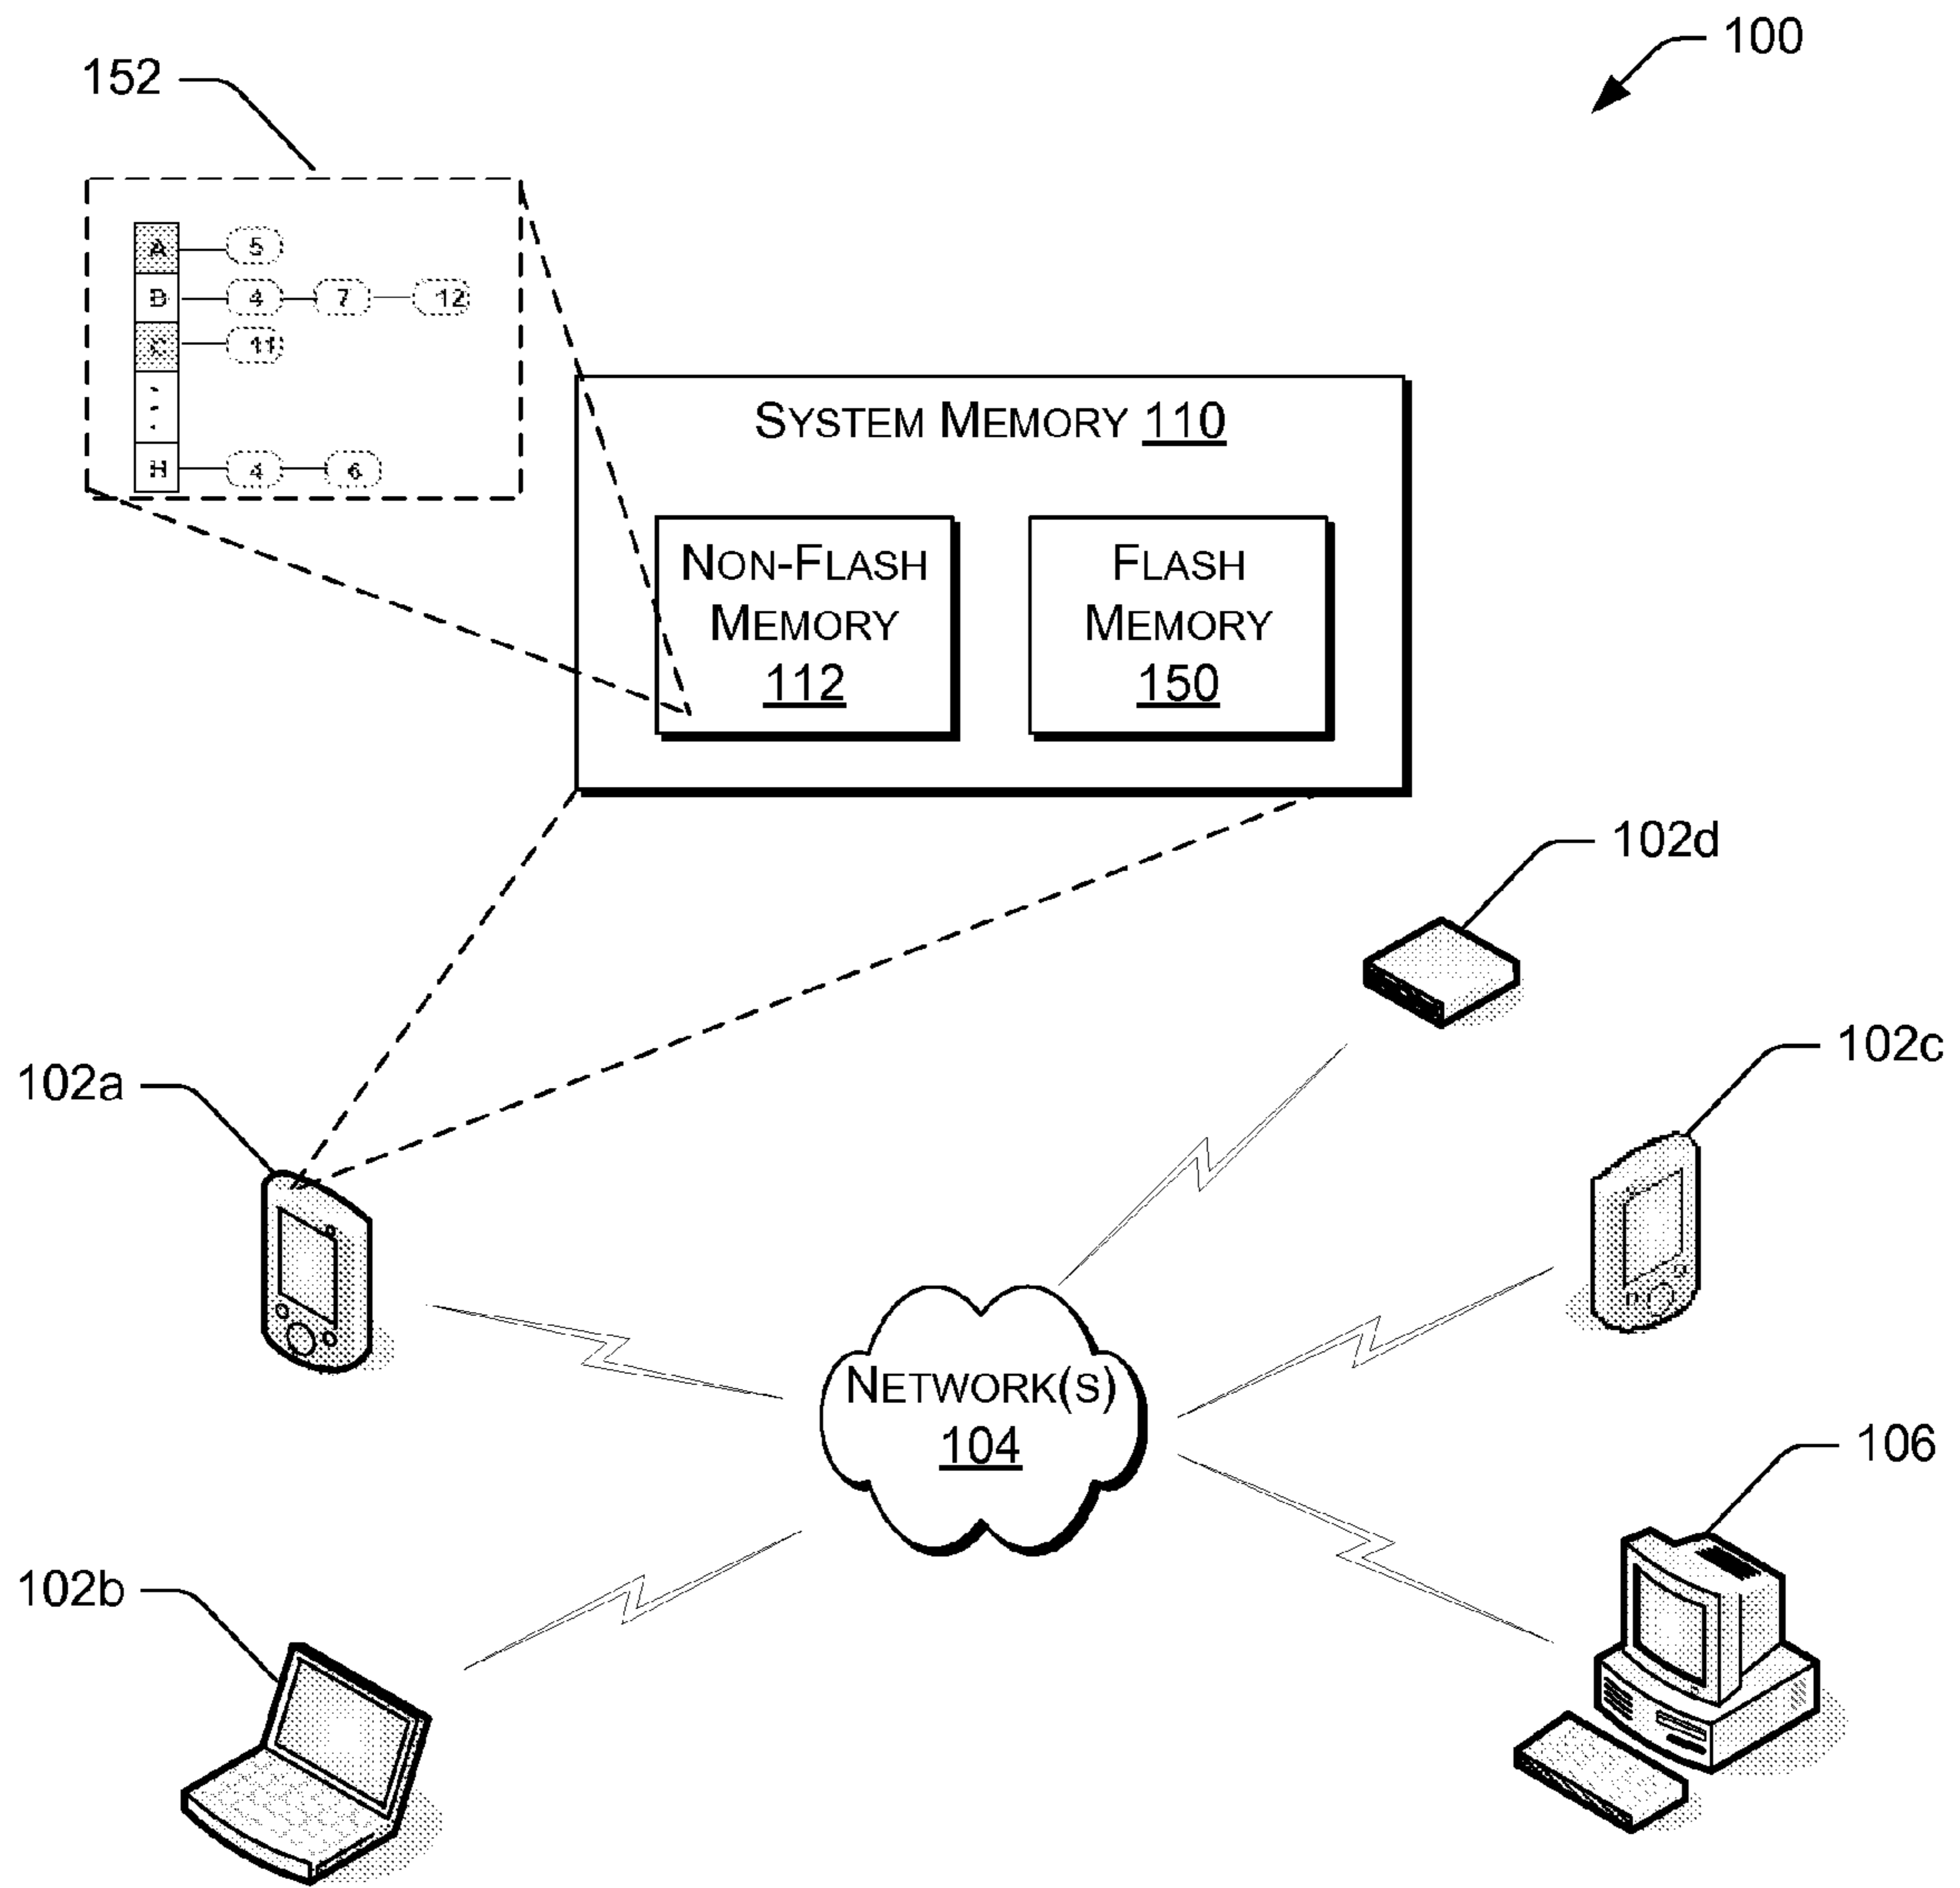 100
152
A 5
B 4 7 12
C 11
H 4 6
SYSTEM MEMORY 110
NON-FLASH
MEMORY
112
FLASH
MEMORY
150
102d
102c
102a
NETWORK(S)
104
106
102b